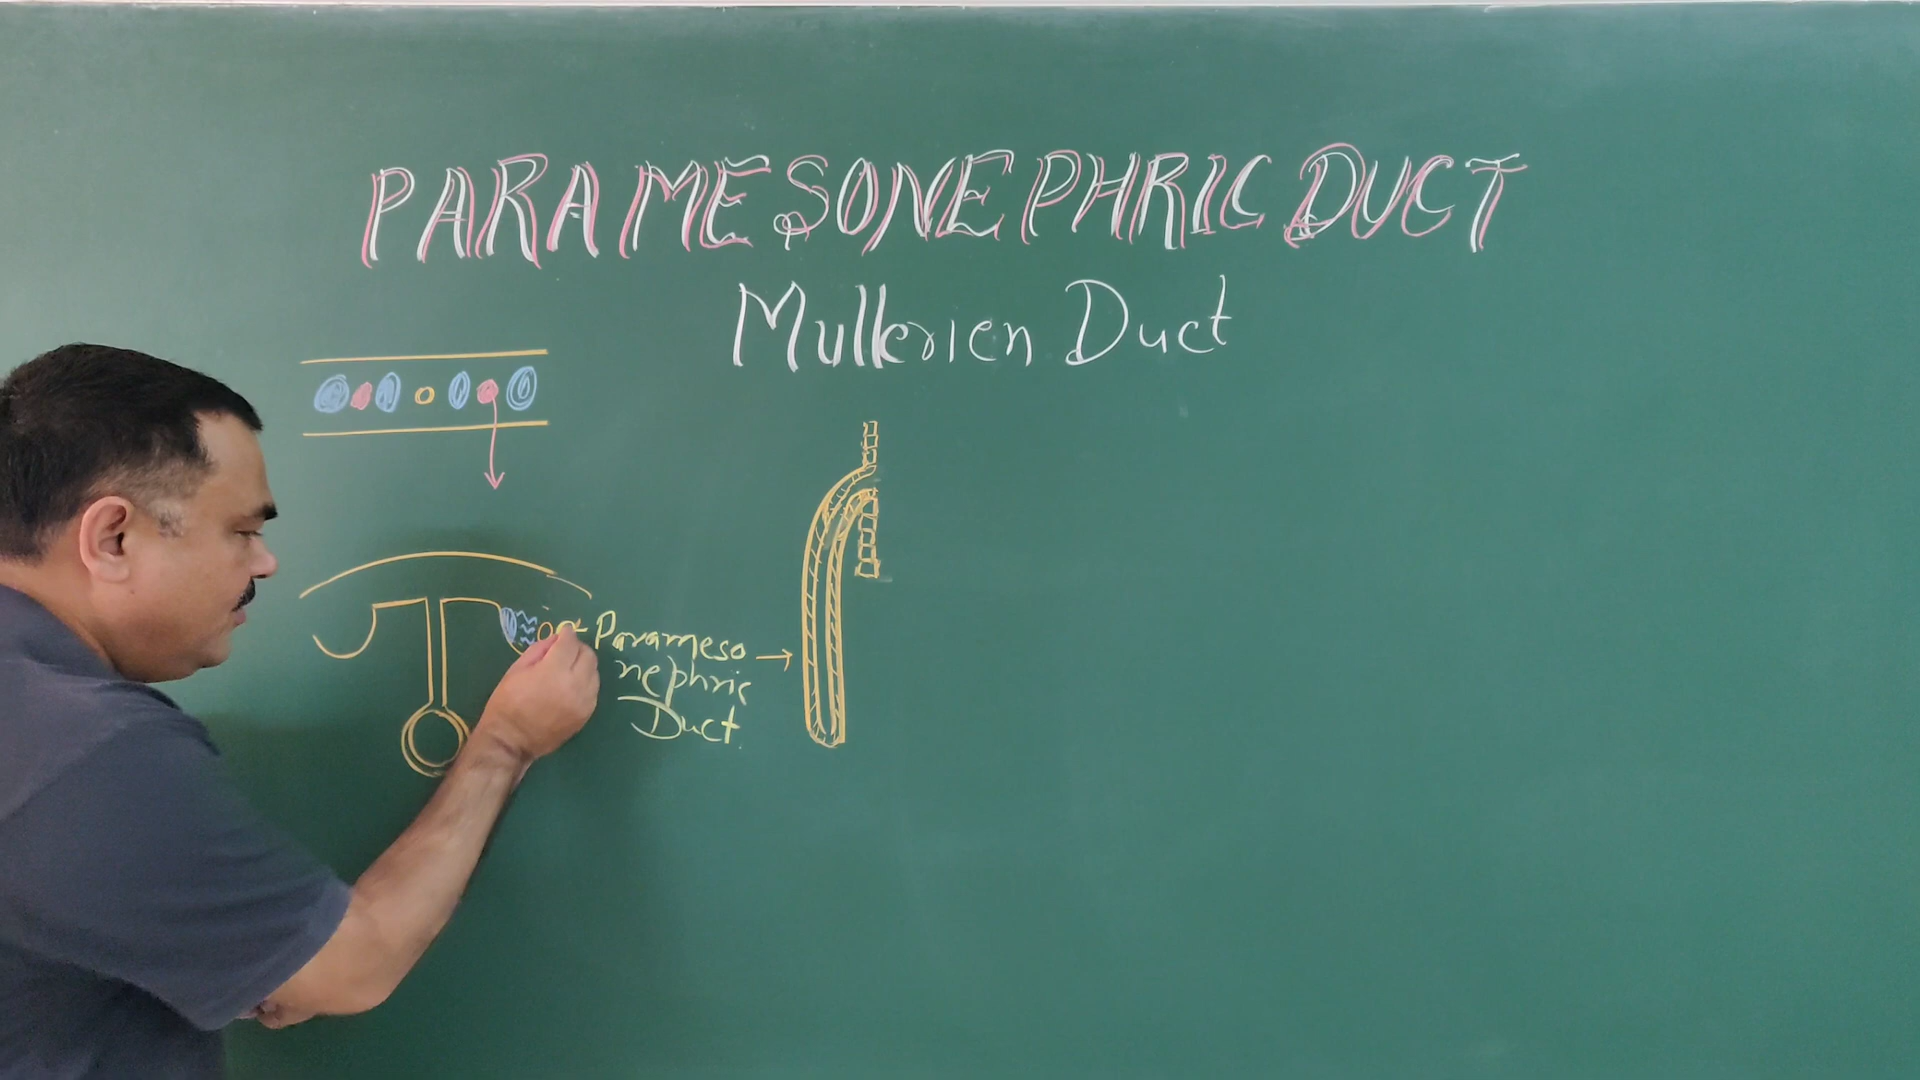 PARAMESONEPHRIC DUCT
Mullerien Duct
Parameso
nephric
Duct.